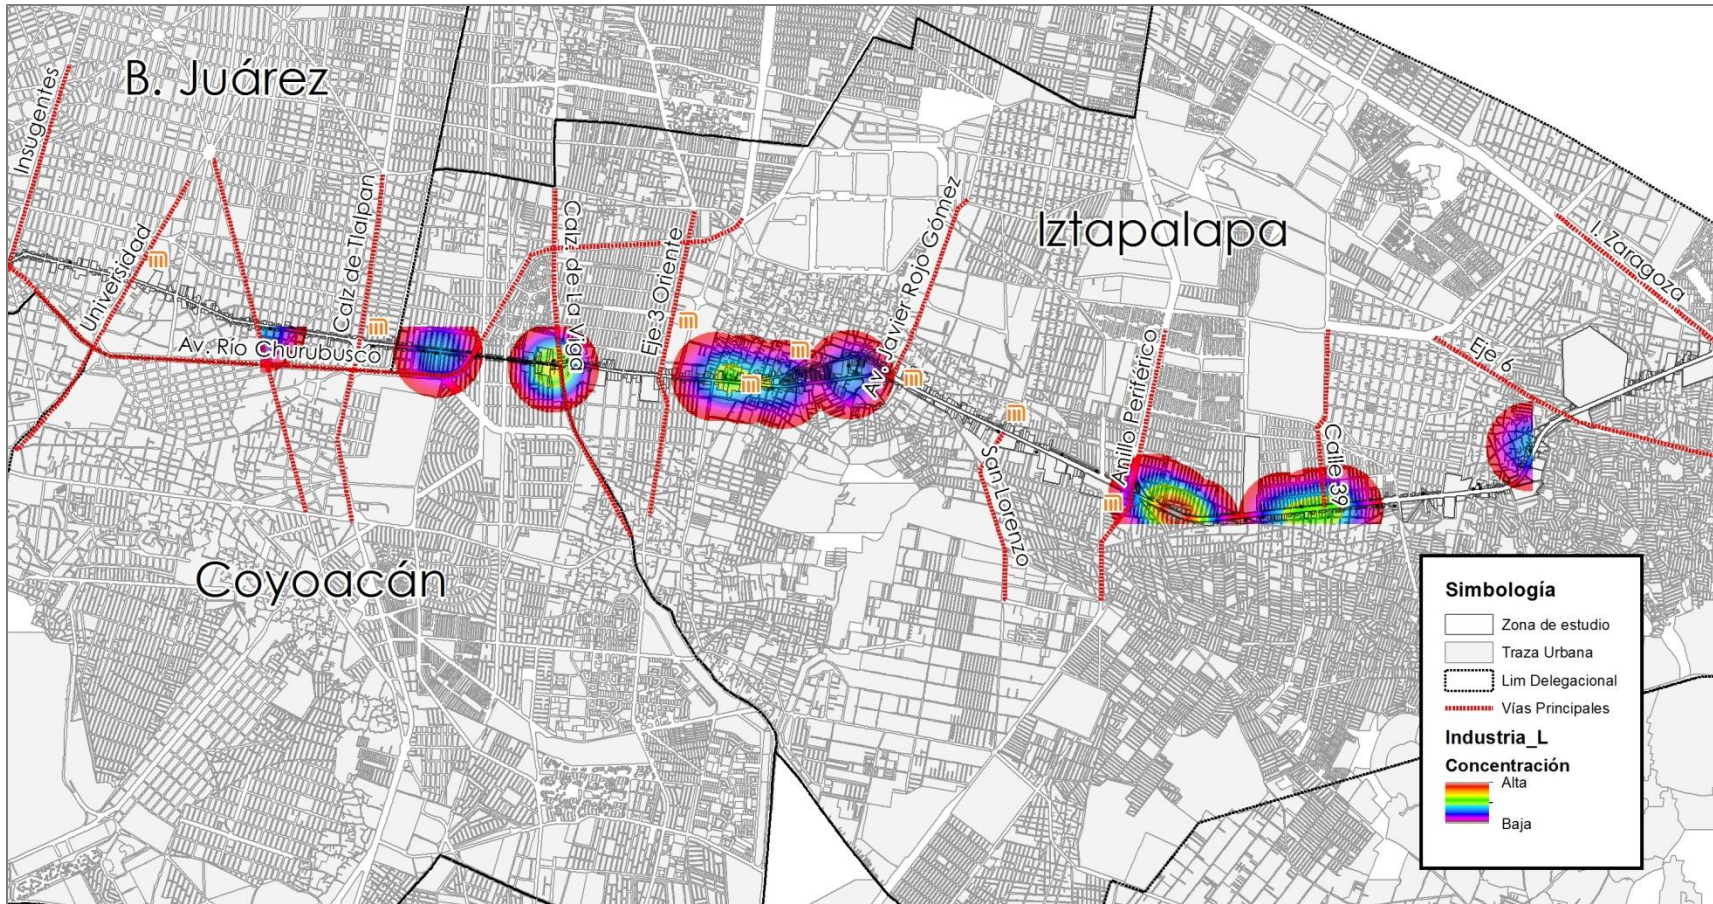 B. Juárez
Insugentes
Universidad
Calz de Tlalpan
Av. Río Churubusco
Calz de La Viga
Eje 3 Oriente
Av. Javier Rojo Gómez
Iztapalapa
I. Zaragoza
Eje 6
Anillo Periférico
Calle 39
San Lorenzo
Coyoacán
Simbología
Zona de estudio
Traza Urbana
Lim Delegacional
Vías Principales
Industria_L
Concentración
Alta
Baja